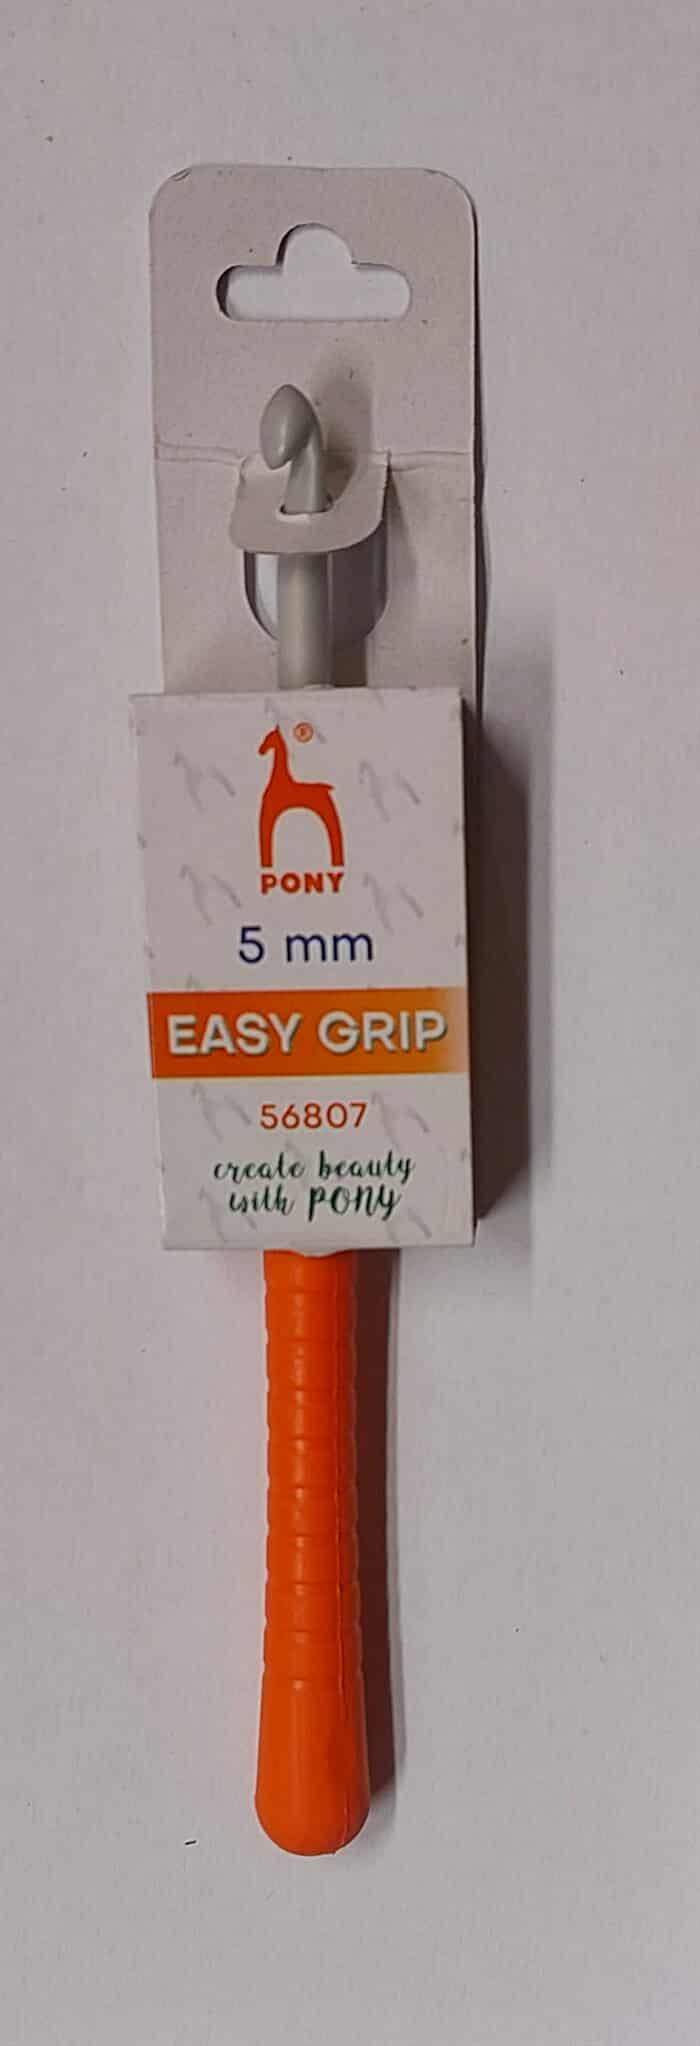 ®
PONY
5 mm
EASY GRIP
56807
create beauty
with PONY